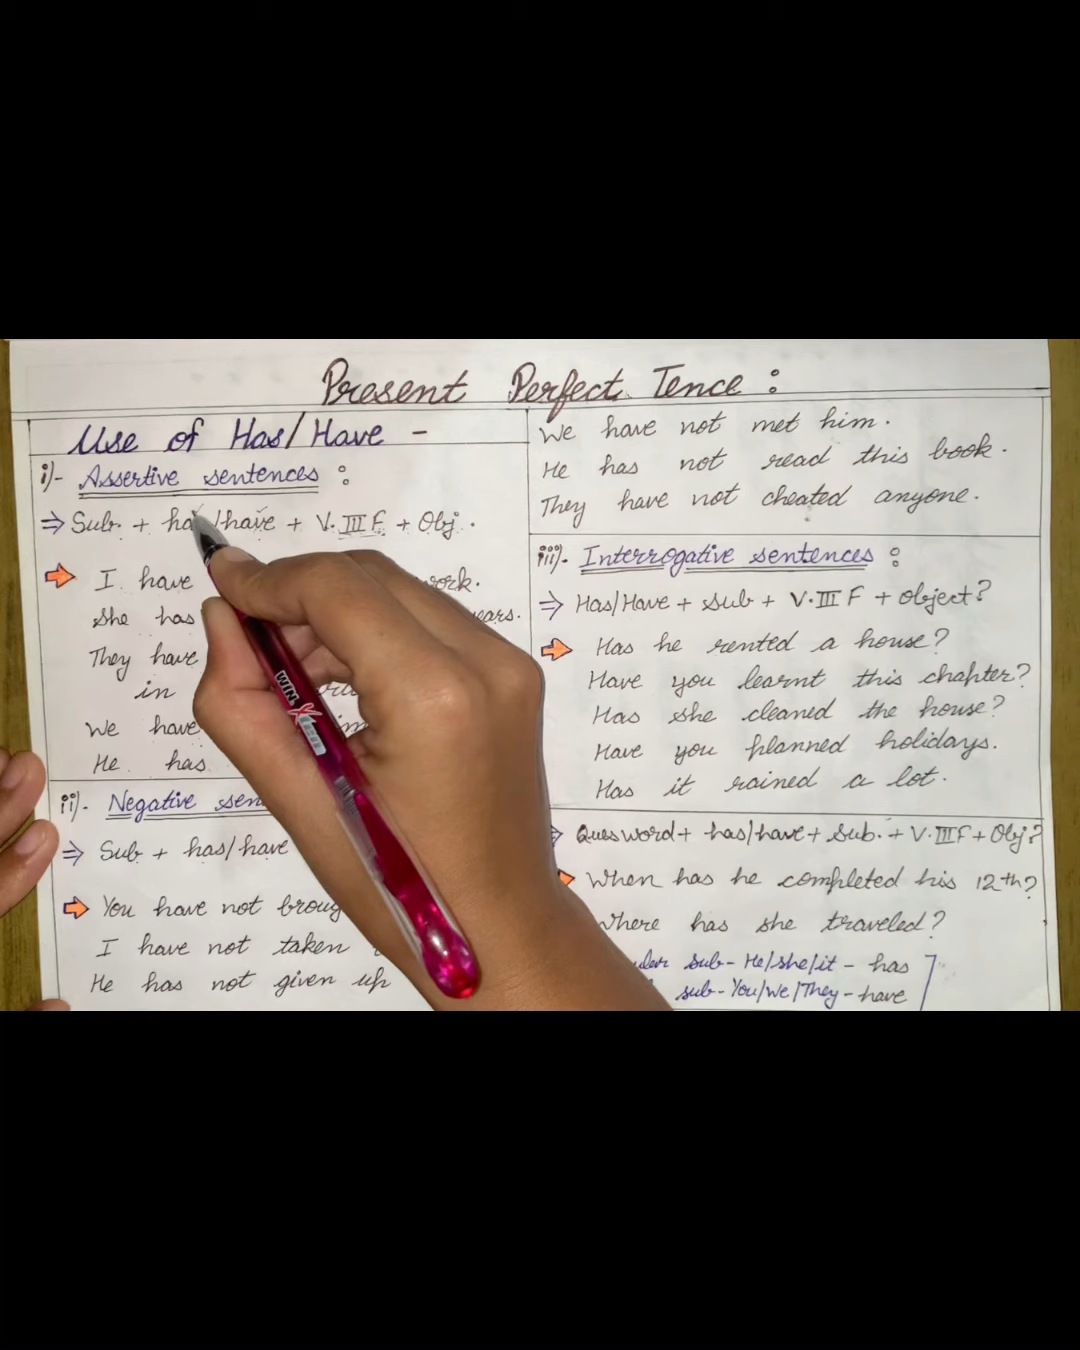 Present Perfect Tence :
Use of Has/Have -
i)- Assertive sentences :
⇒ Sub. + ha /have + V.III F + Obj.
I have work.
She has years.
They have
in
We have
He has
ii)- Negative
⇒ Sub + has/have
You have not
I have not taken
He has not given up
We have not met him.
He has not read this book.
They have not cheated anyone.
iii)- Interrogative sentences :
⇒ Has/Have + sub + V.III F + object?
Has he rented a house?
Have you learnt this chapter?
Has she cleaned the house?
Have you planned holidays.
Has it rained a lot.
Ques word + has/have + sub. + V.III F + Obj?
When has he completed his 12th?
Where has she traveled?
sub - He/she/it - has
sub - You/We/They - have
WIN